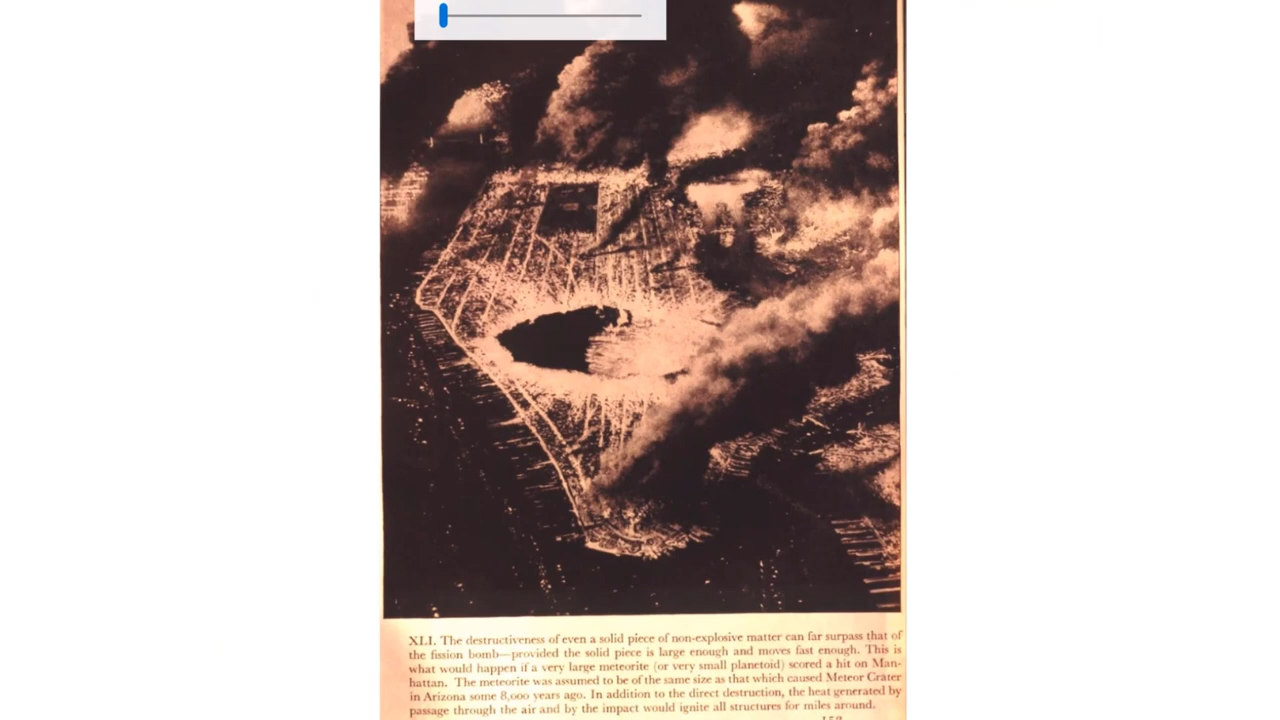 XLI. The destructiveness of even a solid piece of non-explosive matter can far surpass that of
the fission bomb—provided the solid piece is large enough and moves fast enough. This is
what would happen if a very large meteorite (or very small planetoid) scored a hit on Man-
hattan. The meteorite was assumed to be of the same size as that which caused Meteor Crater
in Arizona some 8,000 years ago. In addition to the direct destruction, the heat generated by
passage through the air and by the impact would ignite all structures for miles around.